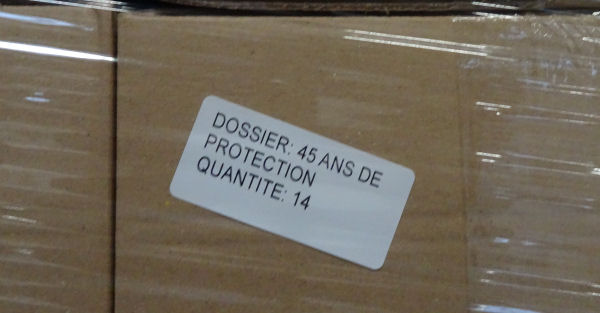 DOSSIER: 45 ANS DE
PROTECTION
QUANTITE: 14